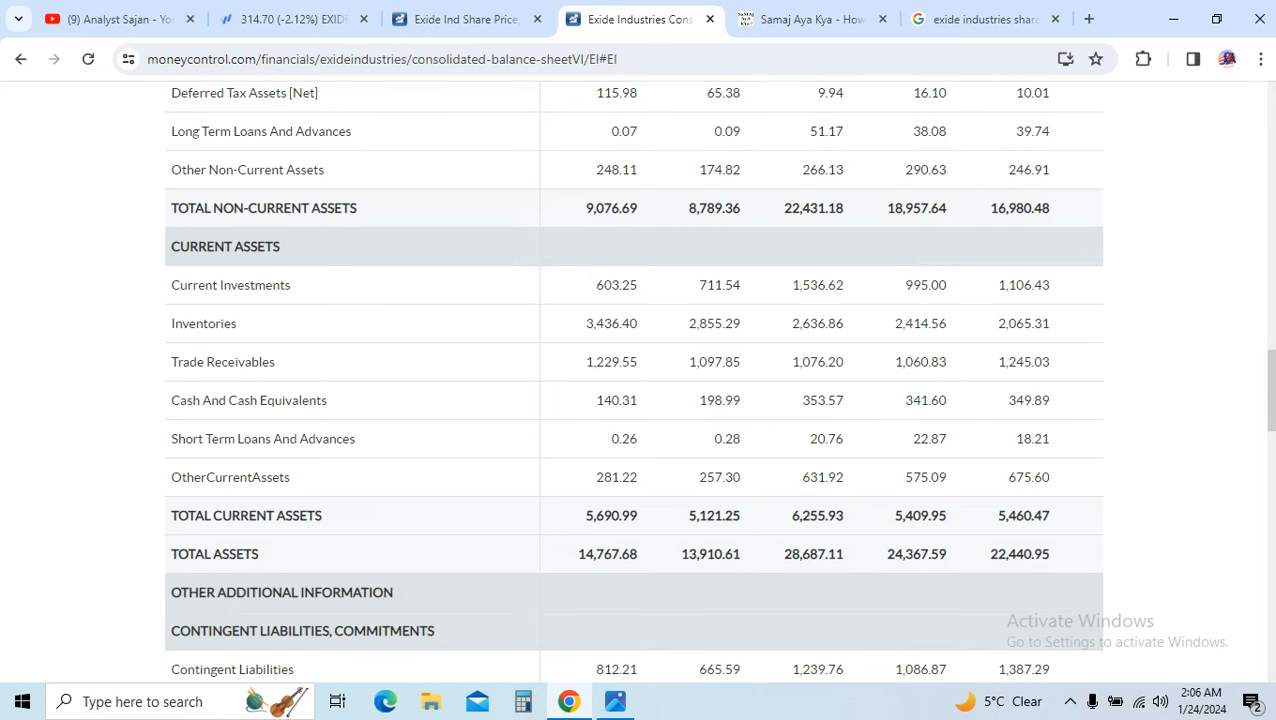 (9) Analyst Sajan - Yo
314.70 (-2.12%) EXIDE
Exide Ind Share Price,
Exide Industries Cons
Samaj Aya Kya - How
exide industries share
moneycontrol.com/financials/exideindustries/consolidated-balance-sheetVI/EI#EI
Deferred Tax Assets [Net] 115.98 65.38 9.94 16.10 10.01
Long Term Loans And Advances 0.07 0.09 51.17 38.08 39.74
Other Non-Current Assets 248.11 174.82 266.13 290.63 246.91
TOTAL NON-CURRENT ASSETS 9,076.69 8,789.36 22,431.18 18,957.64 16,980.48
CURRENT ASSETS
Current Investments 603.25 711.54 1,536.62 995.00 1,106.43
Inventories 3,436.40 2,855.29 2,636.86 2,414.56 2,065.31
Trade Receivables 1,229.55 1,097.85 1,076.20 1,060.83 1,245.03
Cash And Cash Equivalents 140.31 198.99 353.57 341.60 349.89
Short Term Loans And Advances 0.26 0.28 20.76 22.87 18.21
OtherCurrentAssets 281.22 257.30 631.92 575.09 675.60
TOTAL CURRENT ASSETS 5,690.99 5,121.25 6,255.93 5,409.95 5,460.47
TOTAL ASSETS 14,767.68 13,910.61 28,687.11 24,367.59 22,440.95
OTHER ADDITIONAL INFORMATION
CONTINGENT LIABILITIES, COMMITMENTS
Contingent Liabilities 812.21 665.59 1,239.76 1,086.87 1,387.29
Activate Windows
Go to Settings to activate Windows.
Type here to search
5°C Clear
2:06 AM
1/24/2024
2